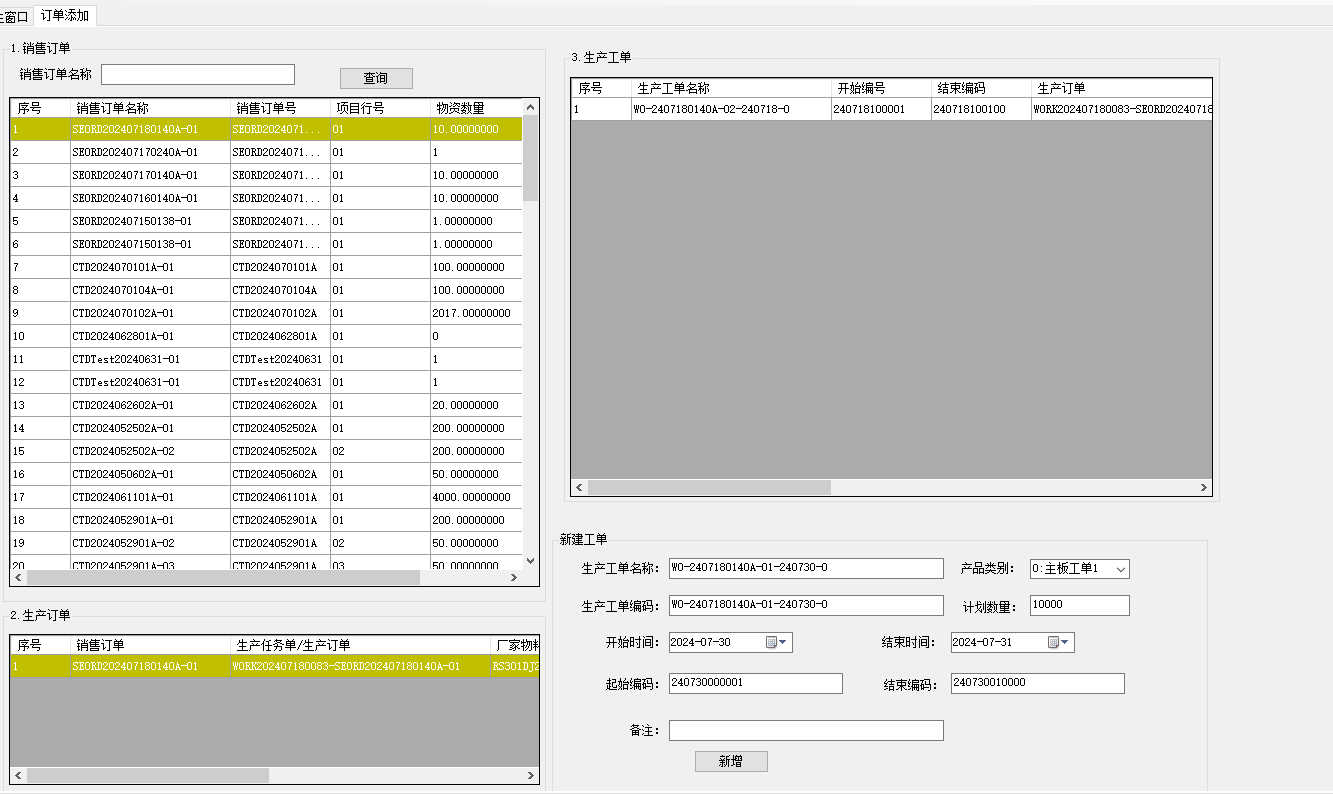 主窗口 订单添加
1.销售订单
销售订单名称 查询
序号 销售订单名称 销售订单号 项目行号 物资数量
1 SEORD202407180140A-01 SEORD2024071... 01 10.00000000
2 SEORD202407170240A-01 SEORD2024071... 01 1
3 SEORD202407170140A-01 SEORD2024071... 01 10.00000000
4 SEORD202407160140A-01 SEORD2024071... 01 10.00000000
5 SEORD202407150138-01 SEORD2024071... 01 1.00000000
6 SEORD202407150138-01 SEORD2024071... 01 1.00000000
7 CTD2024070101A-01 CTD2024070101A 01 100.00000000
8 CTD2024070104A-01 CTD2024070104A 01 100.00000000
9 CTD2024070102A-01 CTD2024070102A 01 2017.00000000
10 CTD2024062801A-01 CTD2024062801A 01 0
11 CTDTest20240631-01 CTDTest20240631 01 1
12 CTDTest20240631-01 CTDTest20240631 01 1
13 CTD2024062602A-01 CTD2024062602A 01 20.00000000
14 CTD2024052502A-01 CTD2024052502A 01 200.00000000
15 CTD2024052502A-02 CTD2024052502A 02 200.00000000
16 CTD2024050602A-01 CTD2024050602A 01 50.00000000
17 CTD2024061101A-01 CTD2024061101A 01 4000.00000000
18 CTD2024052901A-01 CTD2024052901A 01 200.00000000
19 CTD2024052901A-02 CTD2024052901A 02 50.00000000
20 CTD2024052901A-03 CTD2024052901A 03 50.00000000
2.生产订单
序号 销售订单 生产任务单/生产订单 厂家物料
1 SEORD202407180140A-01 WORK202407180083-SEORD202407180140A-01 RS301DJ2
3.生产工单
序号 生产工单名称 开始编号 结束编码 生产订单
1 WO-2407180140A-02-240718-0 240718100001 240718100100 WORK202407180083-SEORD20240718
新建工单
生产工单名称： WO-2407180140A-01-240730-0 产品类别： 0:主板工单1
生产工单编码： WO-2407180140A-01-240730-0 计划数量： 10000
开始时间： 2024-07-30 结束时间： 2024-07-31
起始编码： 240730000001 结束编码： 240730010000
备注：
新增